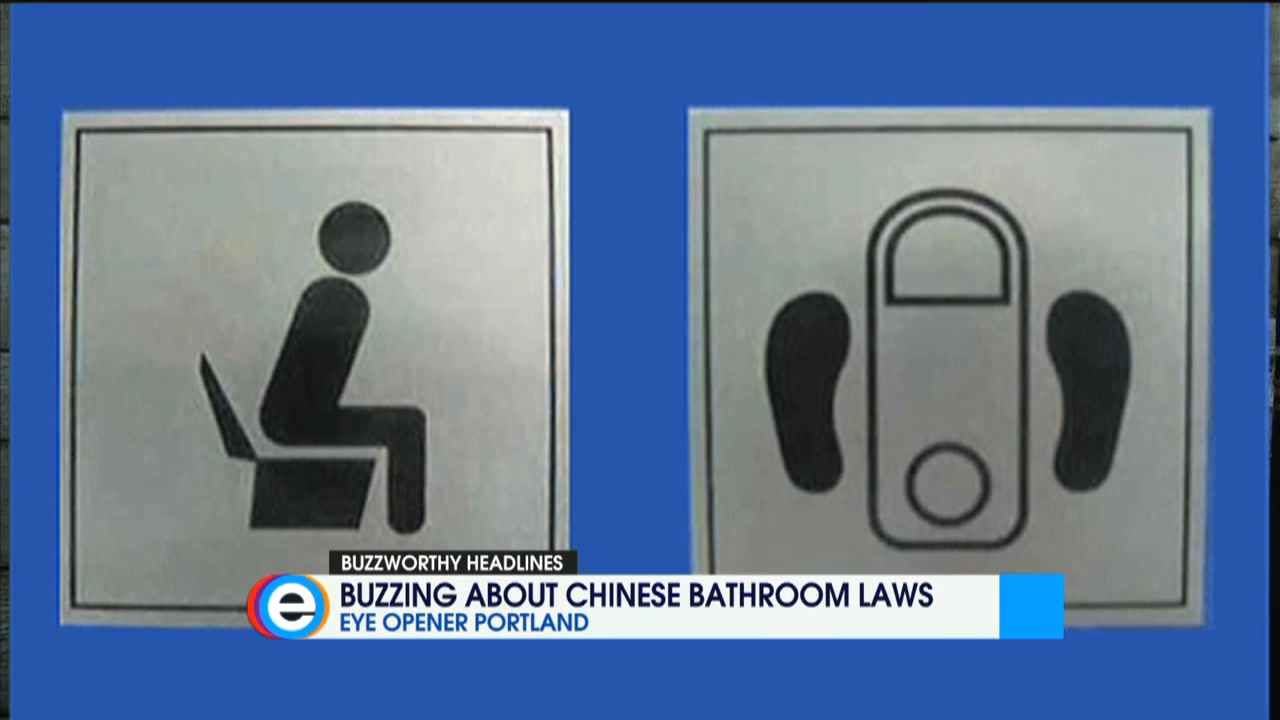 BUZZWORTHY HEADLINES
e BUZZING ABOUT CHINESE BATHROOM LAWS
EYE OPENER PORTLAND